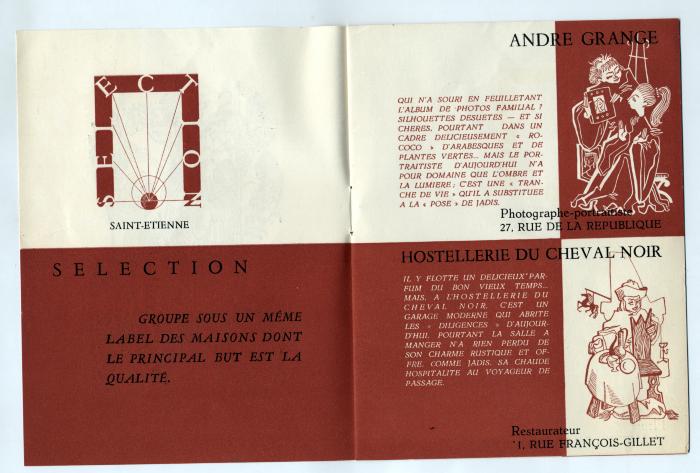 SELECTION
SAINT-ETIENNE
SELECTION
GROUPE SOUS UN MÊME
LABEL DES MAISONS DONT
LE PRINCIPAL BUT EST LA
QUALITÉ.
ANDRE GRANGE
QUI N'A SOURI EN FEUILLETANT
L'ALBUM DE PHOTOS FAMILIAL ?
SILHOUETTES DESUETES — ET SI
CHERES, POURTANT DANS UN
CADRE DELICIEUSEMENT « RO-
COCO » D'ARABESQUES ET DE
PLANTES VERTES... MAIS LE POR-
TRAITISTE D'AUJOURD'HUI N'A
POUR DOMAINE QUE L'OMBRE ET
LA LUMIERE ; C'EST UNE « TRAN-
CHE DE VIE » QU'IL A SUBSTITUEE
A LA « POSE » DE JADIS.
Photographe-portraitiste
27, RUE DE LA REPUBLIQUE
HOSTELLERIE DU CHEVAL NOIR
IL Y FLOTTE UN DELICIEUX PAR-
FUM DU BON VIEUX TEMPS...
MAIS, A L'HOSTELLERIE DU
CHEVAL NOIR, C'EST UN
GARAGE MODERNE QUI ABRITE
LES « DILIGENCES » D'AUJOUR-
D'HUI. POURTANT LA SALLE A
MANGER N'A RIEN PERDU DE
SON CHARME RUSTIQUE ET OF-
FRE, COMME JADIS, SA CHAUDE
HOSPITALITE AU VOYAGEUR DE
PASSAGE.
Restaurateur
1, RUE FRANÇOIS-GILLET